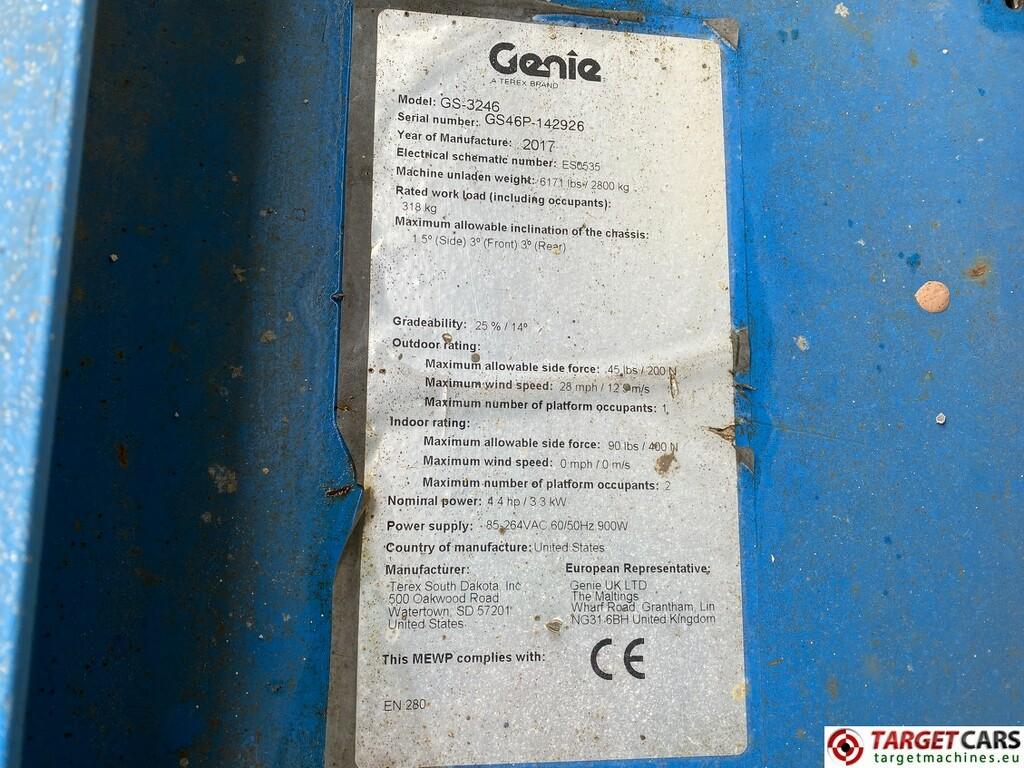 Genie
A TEREX BRAND
Model: GS-3246
Serial number: GS46P-142926
Year of Manufacture: 2017
Electrical schematic number: ES0535
Machine unladen weight: 6171 lbs / 2800 kg
Rated work load (including occupants):
318 kg
Maximum allowable inclination of the chassis:
1.5º (Side) 3º (Front) 3º (Rear)
Gradeability: 25 % / 14º
Outdoor rating:
Maximum allowable side force: 45 lbs / 200 N
Maximum wind speed: 28 mph / 12.5 m/s
Maximum number of platform occupants: 1
Indoor rating:
Maximum allowable side force: 90 lbs / 400 N
Maximum wind speed: 0 mph / 0 m/s
Maximum number of platform occupants: 2
Nominal power: 4.4 hp / 3.3 kW
Power supply: 85-264VAC 60/50Hz 900W
Country of manufacture: United States
Manufacturer:
Terex South Dakota, Inc
500 Oakwood Road
Watertown, SD 57201
United States
European Representative:
Genie UK LTD
The Maltings
Wharf Road, Grantham, Lin
NG31 6BH United Kingdom
This MEWP complies with:
CE
EN 280
TARGETCARS
targetmachines.eu